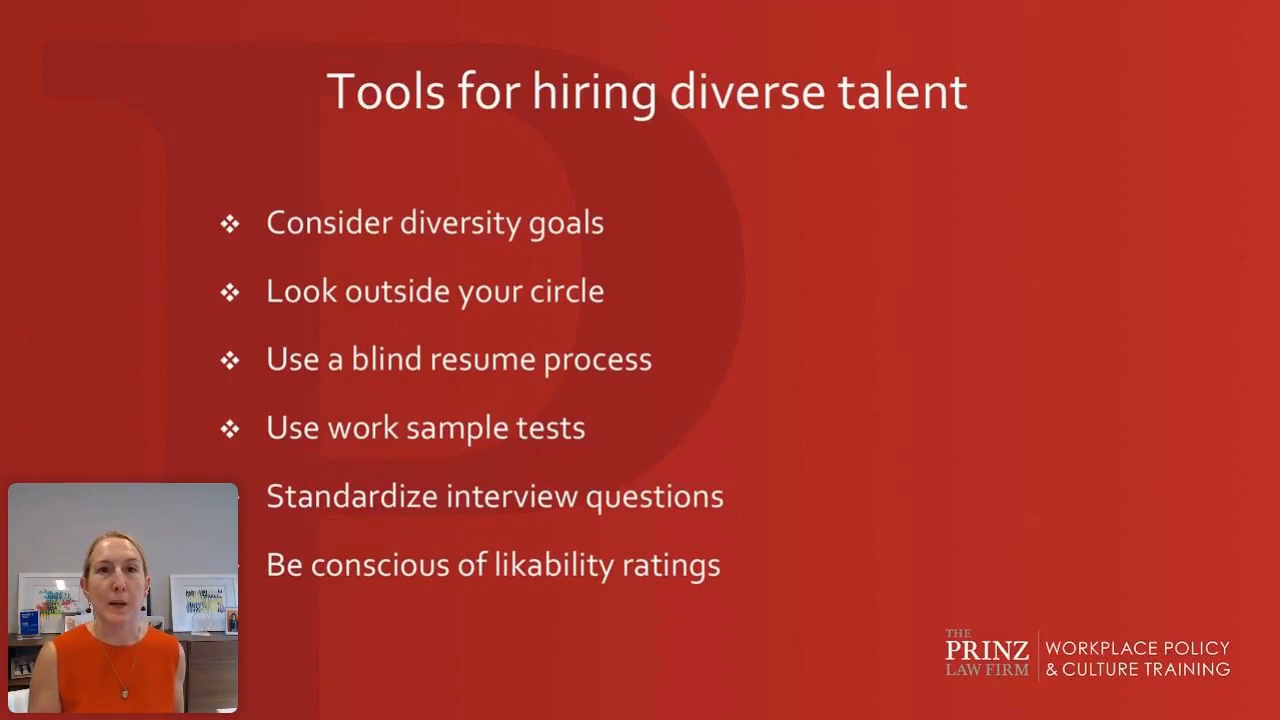 Tools for hiring diverse talent
❖ Consider diversity goals
❖ Look outside your circle
❖ Use a blind resume process
❖ Use work sample tests
Standardize interview questions
Be conscious of likability ratings
THE
PRINZ
LAW FIRM
WORKPLACE POLICY
& CULTURE TRAINING